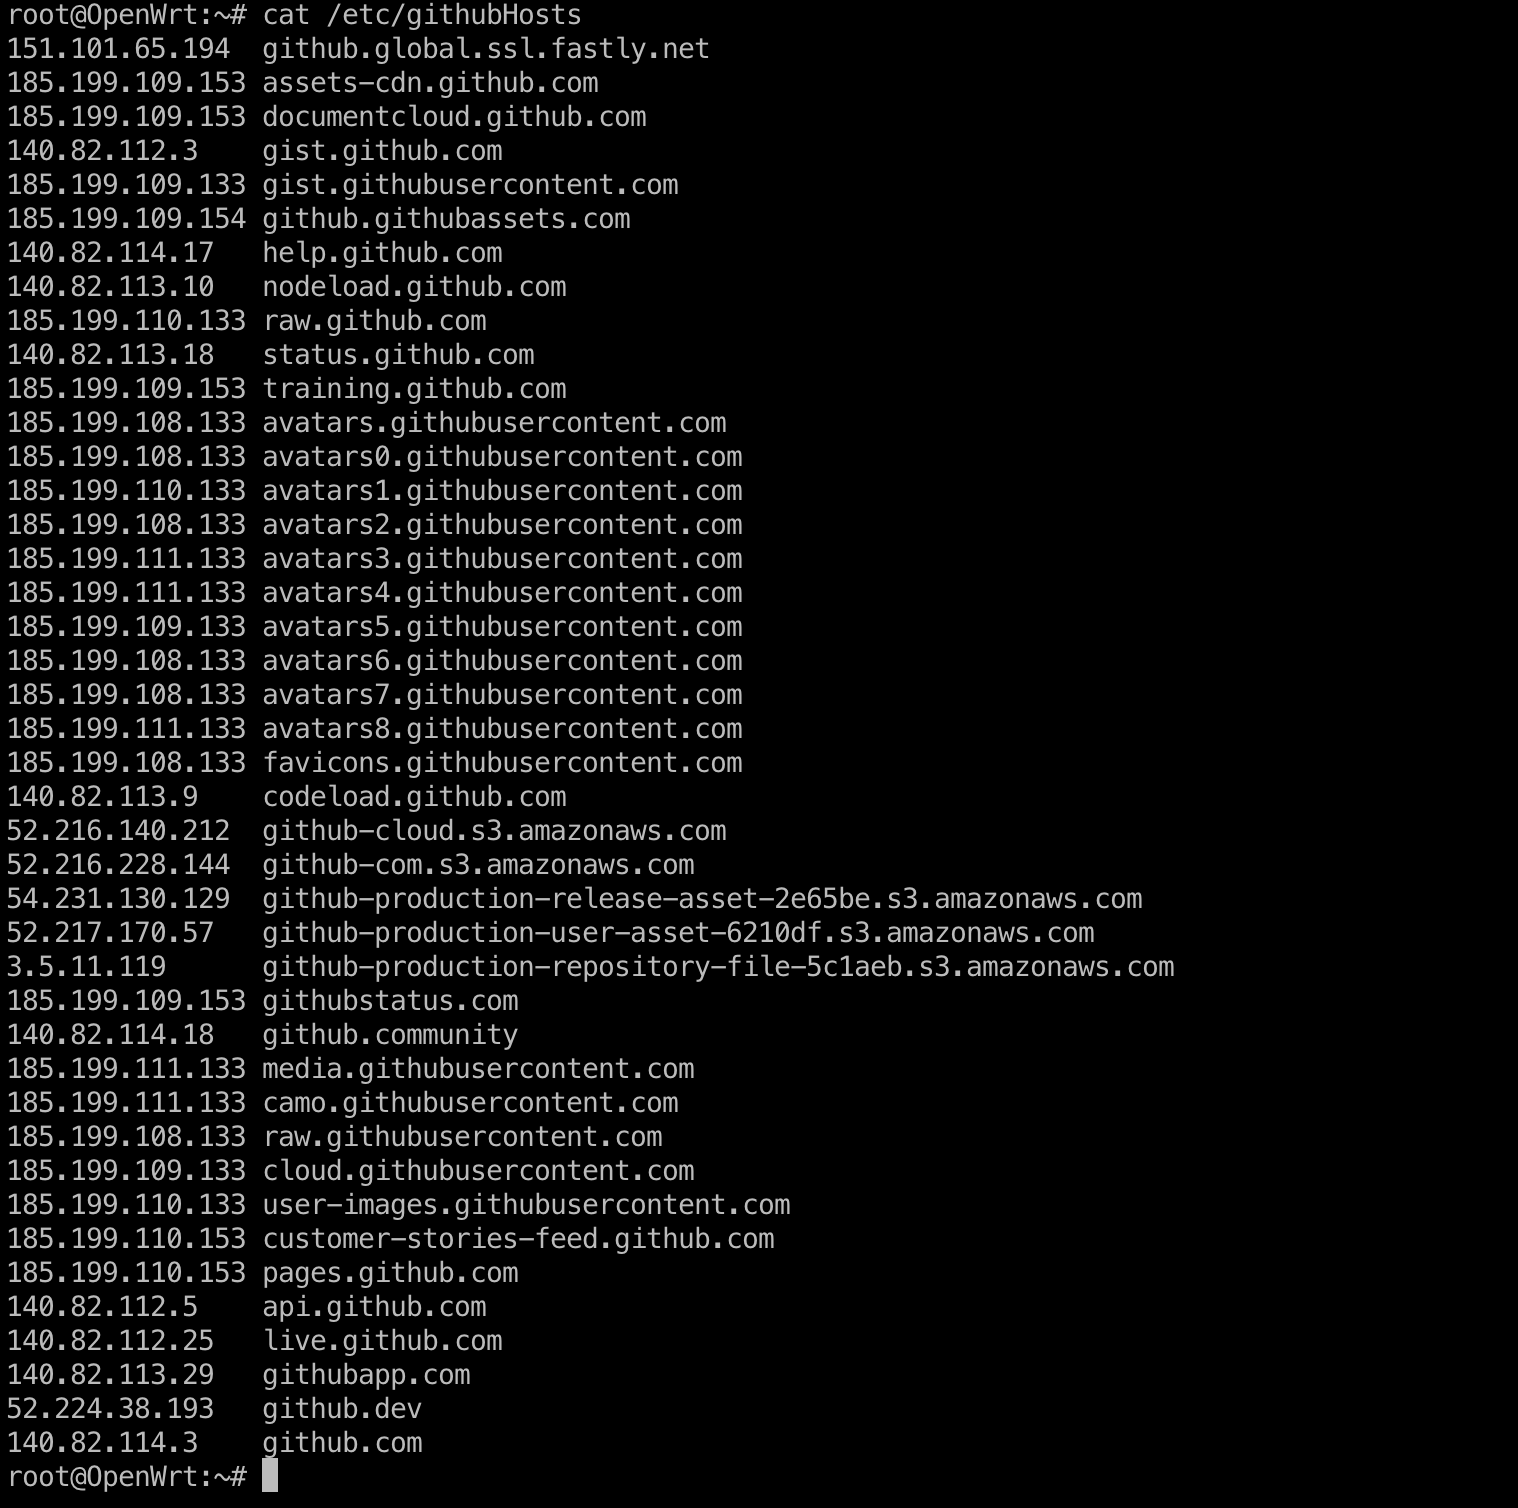 root@OpenWrt:~# cat /etc/githubHosts
151.101.65.194  github.global.ssl.fastly.net
185.199.109.153 assets-cdn.github.com
185.199.109.153 documentcloud.github.com
140.82.112.3    gist.github.com
185.199.109.133 gist.githubusercontent.com
185.199.109.154 github.githubassets.com
140.82.114.17   help.github.com
140.82.113.10   nodeload.github.com
185.199.110.133 raw.github.com
140.82.113.18   status.github.com
185.199.109.153 training.github.com
185.199.108.133 avatars.githubusercontent.com
185.199.108.133 avatars0.githubusercontent.com
185.199.110.133 avatars1.githubusercontent.com
185.199.108.133 avatars2.githubusercontent.com
185.199.111.133 avatars3.githubusercontent.com
185.199.111.133 avatars4.githubusercontent.com
185.199.109.133 avatars5.githubusercontent.com
185.199.108.133 avatars6.githubusercontent.com
185.199.108.133 avatars7.githubusercontent.com
185.199.111.133 avatars8.githubusercontent.com
185.199.108.133 favicons.githubusercontent.com
140.82.113.9    codeload.github.com
52.216.140.212  github-cloud.s3.amazonaws.com
52.216.228.144  github-com.s3.amazonaws.com
54.231.130.129  github-production-release-asset-2e65be.s3.amazonaws.com
52.217.170.57   github-production-user-asset-6210df.s3.amazonaws.com
3.5.11.119      github-production-repository-file-5c1aeb.s3.amazonaws.com
185.199.109.153 githubstatus.com
140.82.114.18   github.community
185.199.111.133 media.githubusercontent.com
185.199.111.133 camo.githubusercontent.com
185.199.108.133 raw.githubusercontent.com
185.199.109.133 cloud.githubusercontent.com
185.199.110.133 user-images.githubusercontent.com
185.199.110.153 customer-stories-feed.github.com
185.199.110.153 pages.github.com
140.82.112.5    api.github.com
140.82.112.25   live.github.com
140.82.113.29   githubapp.com
52.224.38.193   github.dev
140.82.114.3    github.com
root@OpenWrt:~#